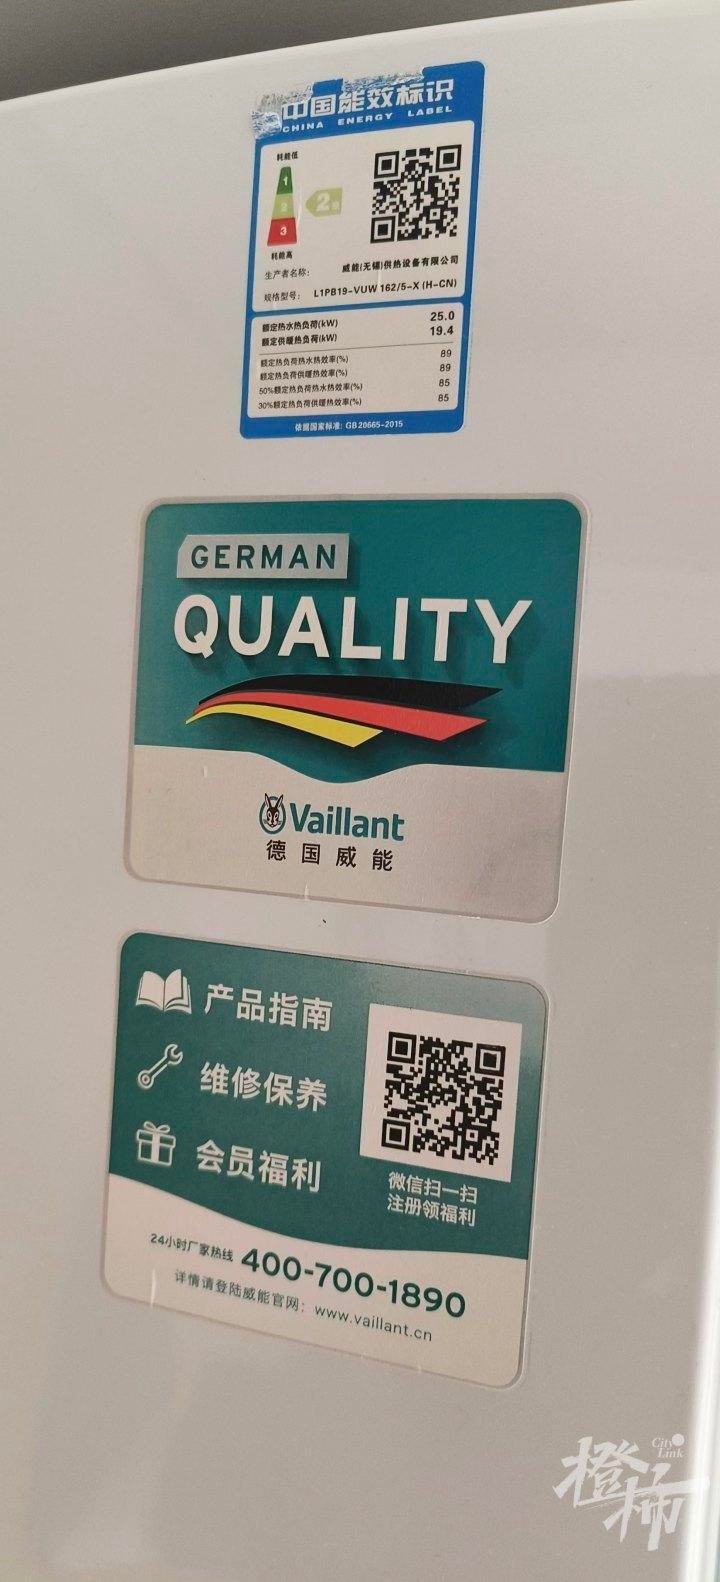 中国能效标识
CHINA ENERGY LABEL
耗能低
1
2
3
2级
耗能高
生产者名称: 威能(无锡)供热设备有限公司
规格型号: L1PB19-VUW 162/5-X (H-CN)
额定热水热负荷(kW) 25.0
额定供暖热负荷(kW) 19.4
额定热负荷热水热效率(%) 89
额定热负荷供暖热效率(%) 89
50%额定热负荷热水热效率(%) 85
30%额定热负荷供暖热效率(%) 85
依据国家标准: GB 20665-2015
GERMAN
QUALITY
Vaillant
德国威能
产品指南
维修保养
会员福利
微信扫一扫
注册领福利
24小时厂家热线 400-700-1890
详情请登陆威能官网: www.vaillant.cn
City Link
橙柿